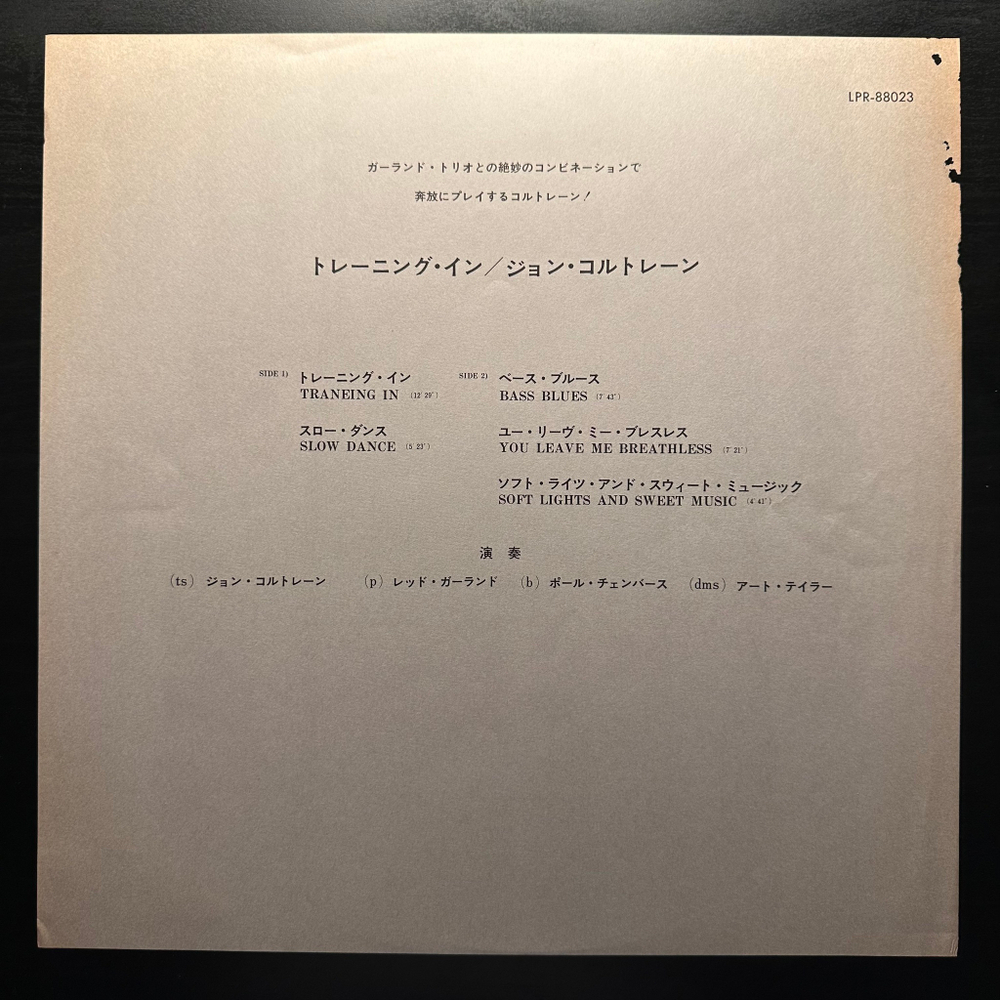 LPR-88023
ガーランド・トリオとの絶妙のコンビネーションで
奔放にプレイするコルトレーン!
トレーニング・イン/ジョン・コルトレーン
SIDE 1) トレーニング・イン
TRANEING IN (12′29″)
スロー・ダンス
SLOW DANCE (5′23″)
SIDE 2) ベース・ブルース
BASS BLUES (7′43″)
ユー・リーヴ・ミー・ブレスレス
YOU LEAVE ME BREATHLESS (7′21″)
ソフト・ライツ・アンド・スウィート・ミュージック
SOFT LIGHTS AND SWEET MUSIC (4′43″)
演 奏
(ts) ジョン・コルトレーン (p) レッド・ガーランド (b) ポール・チェンバース (dms) アート・テイラー